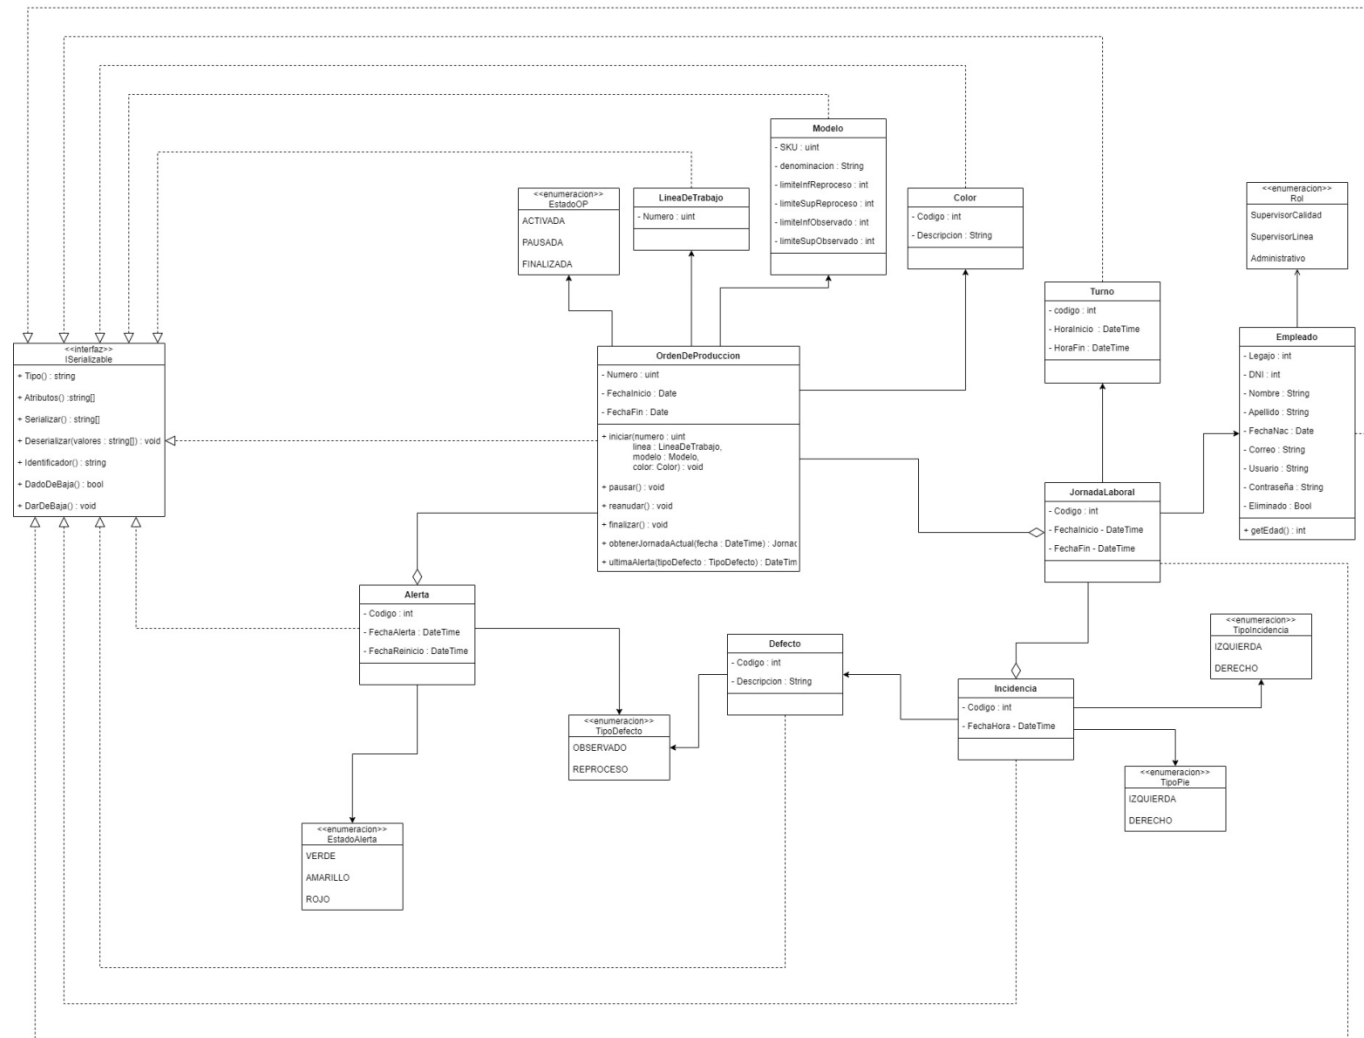 Modelo
- SKU : uint
- denominacion : String
- limiteInfReproceso : int
- limiteSupReproceso : int
- limiteInfObservado : int
- limiteSupObservado : int
<<enumeracion>>
EstadoOP
ACTIVADA
PAUSADA
FINALIZADA
LineaDeTrabajo
- Numero : uint
Color
- Codigo : int
- Descripcion : String
<<enumeracion>>
Rol
SupervisorCalidad
SupervisorLinea
Administrativo
Turno
- codigo : int
- HoraInicio : DateTime
- HoraFin : DateTime
<<interfaz>>
ISerializable
+ Tipo() : string
+ Atributos() :string[]
+ Serializar() : string[]
+ Deserializar(valores : string[]) : void
+ Identificador() : string
+ DadoDeBaja() : bool
+ DarDeBaja() : void
OrdenDeProduccion
- Numero : uint
- FechaInicio : Date
- FechaFin : Date
+ iniciar(numero : uint
linea : LineaDeTrabajo,
modelo : Modelo,
color: Color) : void
+ pausar() : void
+ reanudar() : void
+ finalizar() : void
+ obtenerJornadaActual(fecha : DateTime) : Jornac
+ ultimaAlerta(tipoDefecto : TipoDefecto) : DateTim
Empleado
- Legajo : int
- DNI : int
- Nombre : String
- Apellido : String
- FechaNac : Date
- Correo : String
- Usuario : String
- Contraseña : String
- Eliminado : Bool
+ getEdad() : int
JornadaLaboral
- Codigo : int
- FechaInicio - DateTime
- FechaFin - DateTime
Alerta
- Codigo : int
- FechaAlerta : DateTime
- FechaReinicio : DateTime
Defecto
- Codigo : int
- Descripcion : String
<<enumeracion>>
TipoIncidencia
IZQUIERDA
DERECHO
Incidencia
- Codigo : int
- FechaHora - DateTime
<<enumeracion>>
TipoDefecto
OBSERVADO
REPROCESO
<<enumeracion>>
TipoPie
IZQUIERDA
DERECHO
<<enumeracion>>
EstadoAlerta
VERDE
AMARILLO
ROJO